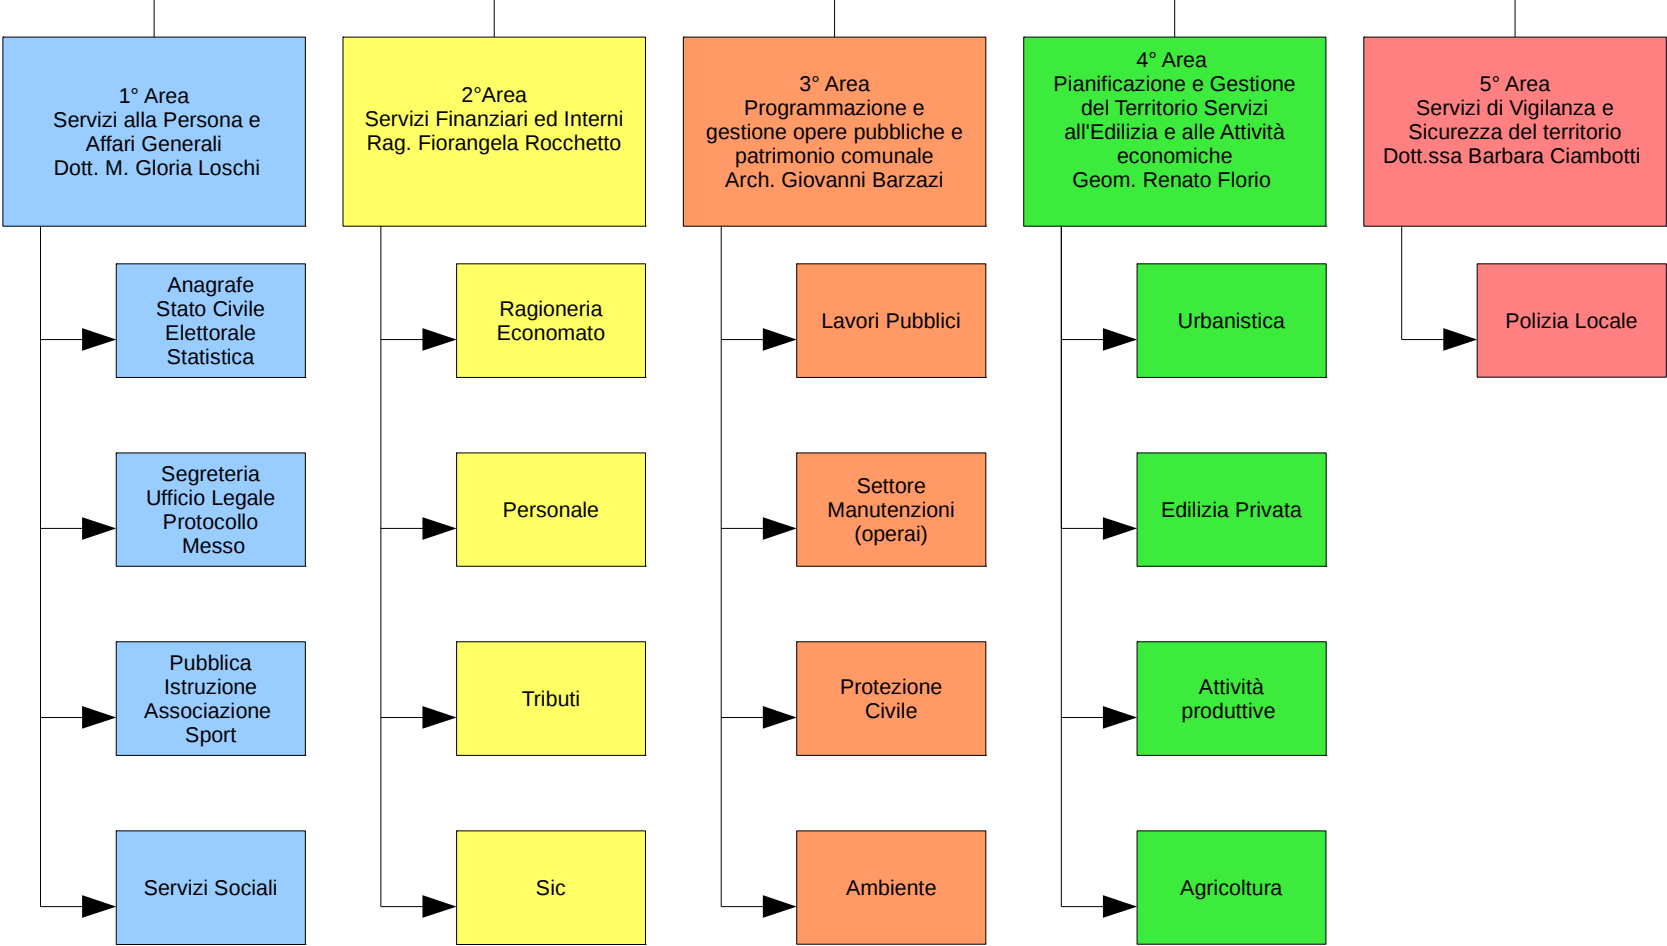 1° Area
Servizi alla Persona e
Affari Generali
Dott. M. Gloria Loschi
2°Area
Servizi Finanziari ed Interni
Rag. Fiorangela Rocchetto
3° Area
Programmazione e
gestione opere pubbliche e
patrimonio comunale
Arch. Giovanni Barzazi
4° Area
Pianificazione e Gestione
del Territorio Servizi
all'Edilizia e alle Attività
economiche
Geom. Renato Florio
5° Area
Servizi di Vigilanza e
Sicurezza del territorio
Dott.ssa Barbara Ciambotti
Anagrafe
Stato Civile
Elettorale
Statistica
Ragioneria
Economato
Lavori Pubblici
Urbanistica
Polizia Locale
Segreteria
Ufficio Legale
Protocollo
Messo
Personale
Settore
Manutenzioni
(operai)
Edilizia Privata
Pubblica
Istruzione
Associazione
Sport
Tributi
Protezione
Civile
Attività
produttive
Servizi Sociali
Sic
Ambiente
Agricoltura